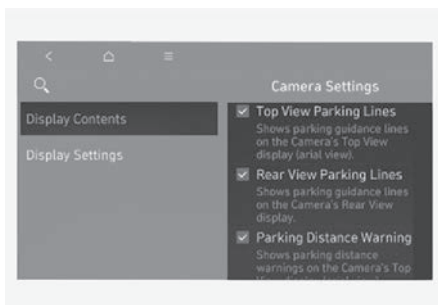 Camera Settings
Display Contents
Display Settings
Top View Parking Lines
Shows parking guidance lines
on the Camera's Top View
display (arial view).
Rear View Parking Lines
Shows parking guidance lines
on the Camera's Rear View
display.
Parking Distance Warning
Shows parking distance
warnings on the Camera's Top